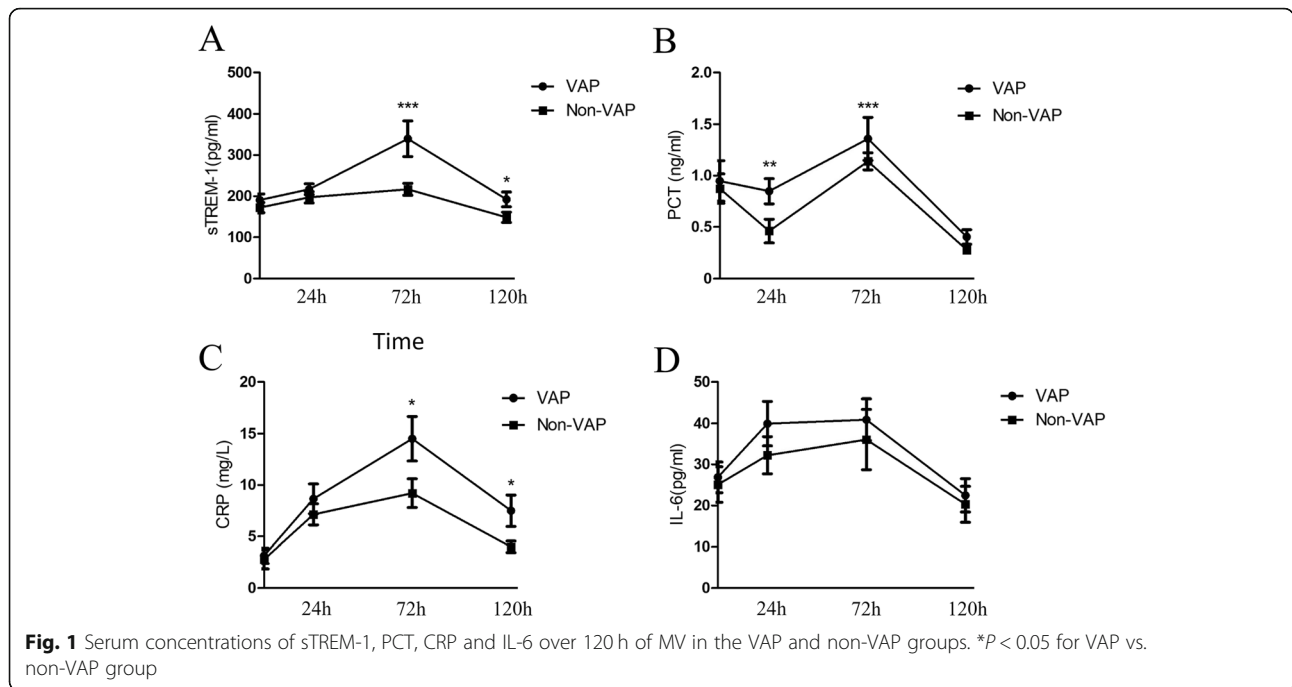 A
B
500
400
300
200
100
0
sTREM-1(pg/ml)
***
*
VAP
Non-VAP
24h
72h
120h
2.0
1.5
1.0
0.5
0
PCT (ng/ml)
**
***
VAP
Non-VAP
24h
72h
120h
Time
C
D
20
15
10
5
0
CRP (mg/L)
*
*
VAP
Non-VAP
24h
72h
120h
50
40
30
20
10
0
IL-6(pg/ml)
VAP
Non-VAP
24h
72h
120h
Fig. 1 Serum concentrations of sTREM-1, PCT, CRP and IL-6 over 120 h of MV in the VAP and non-VAP groups. *P < 0.05 for VAP vs.
non-VAP group